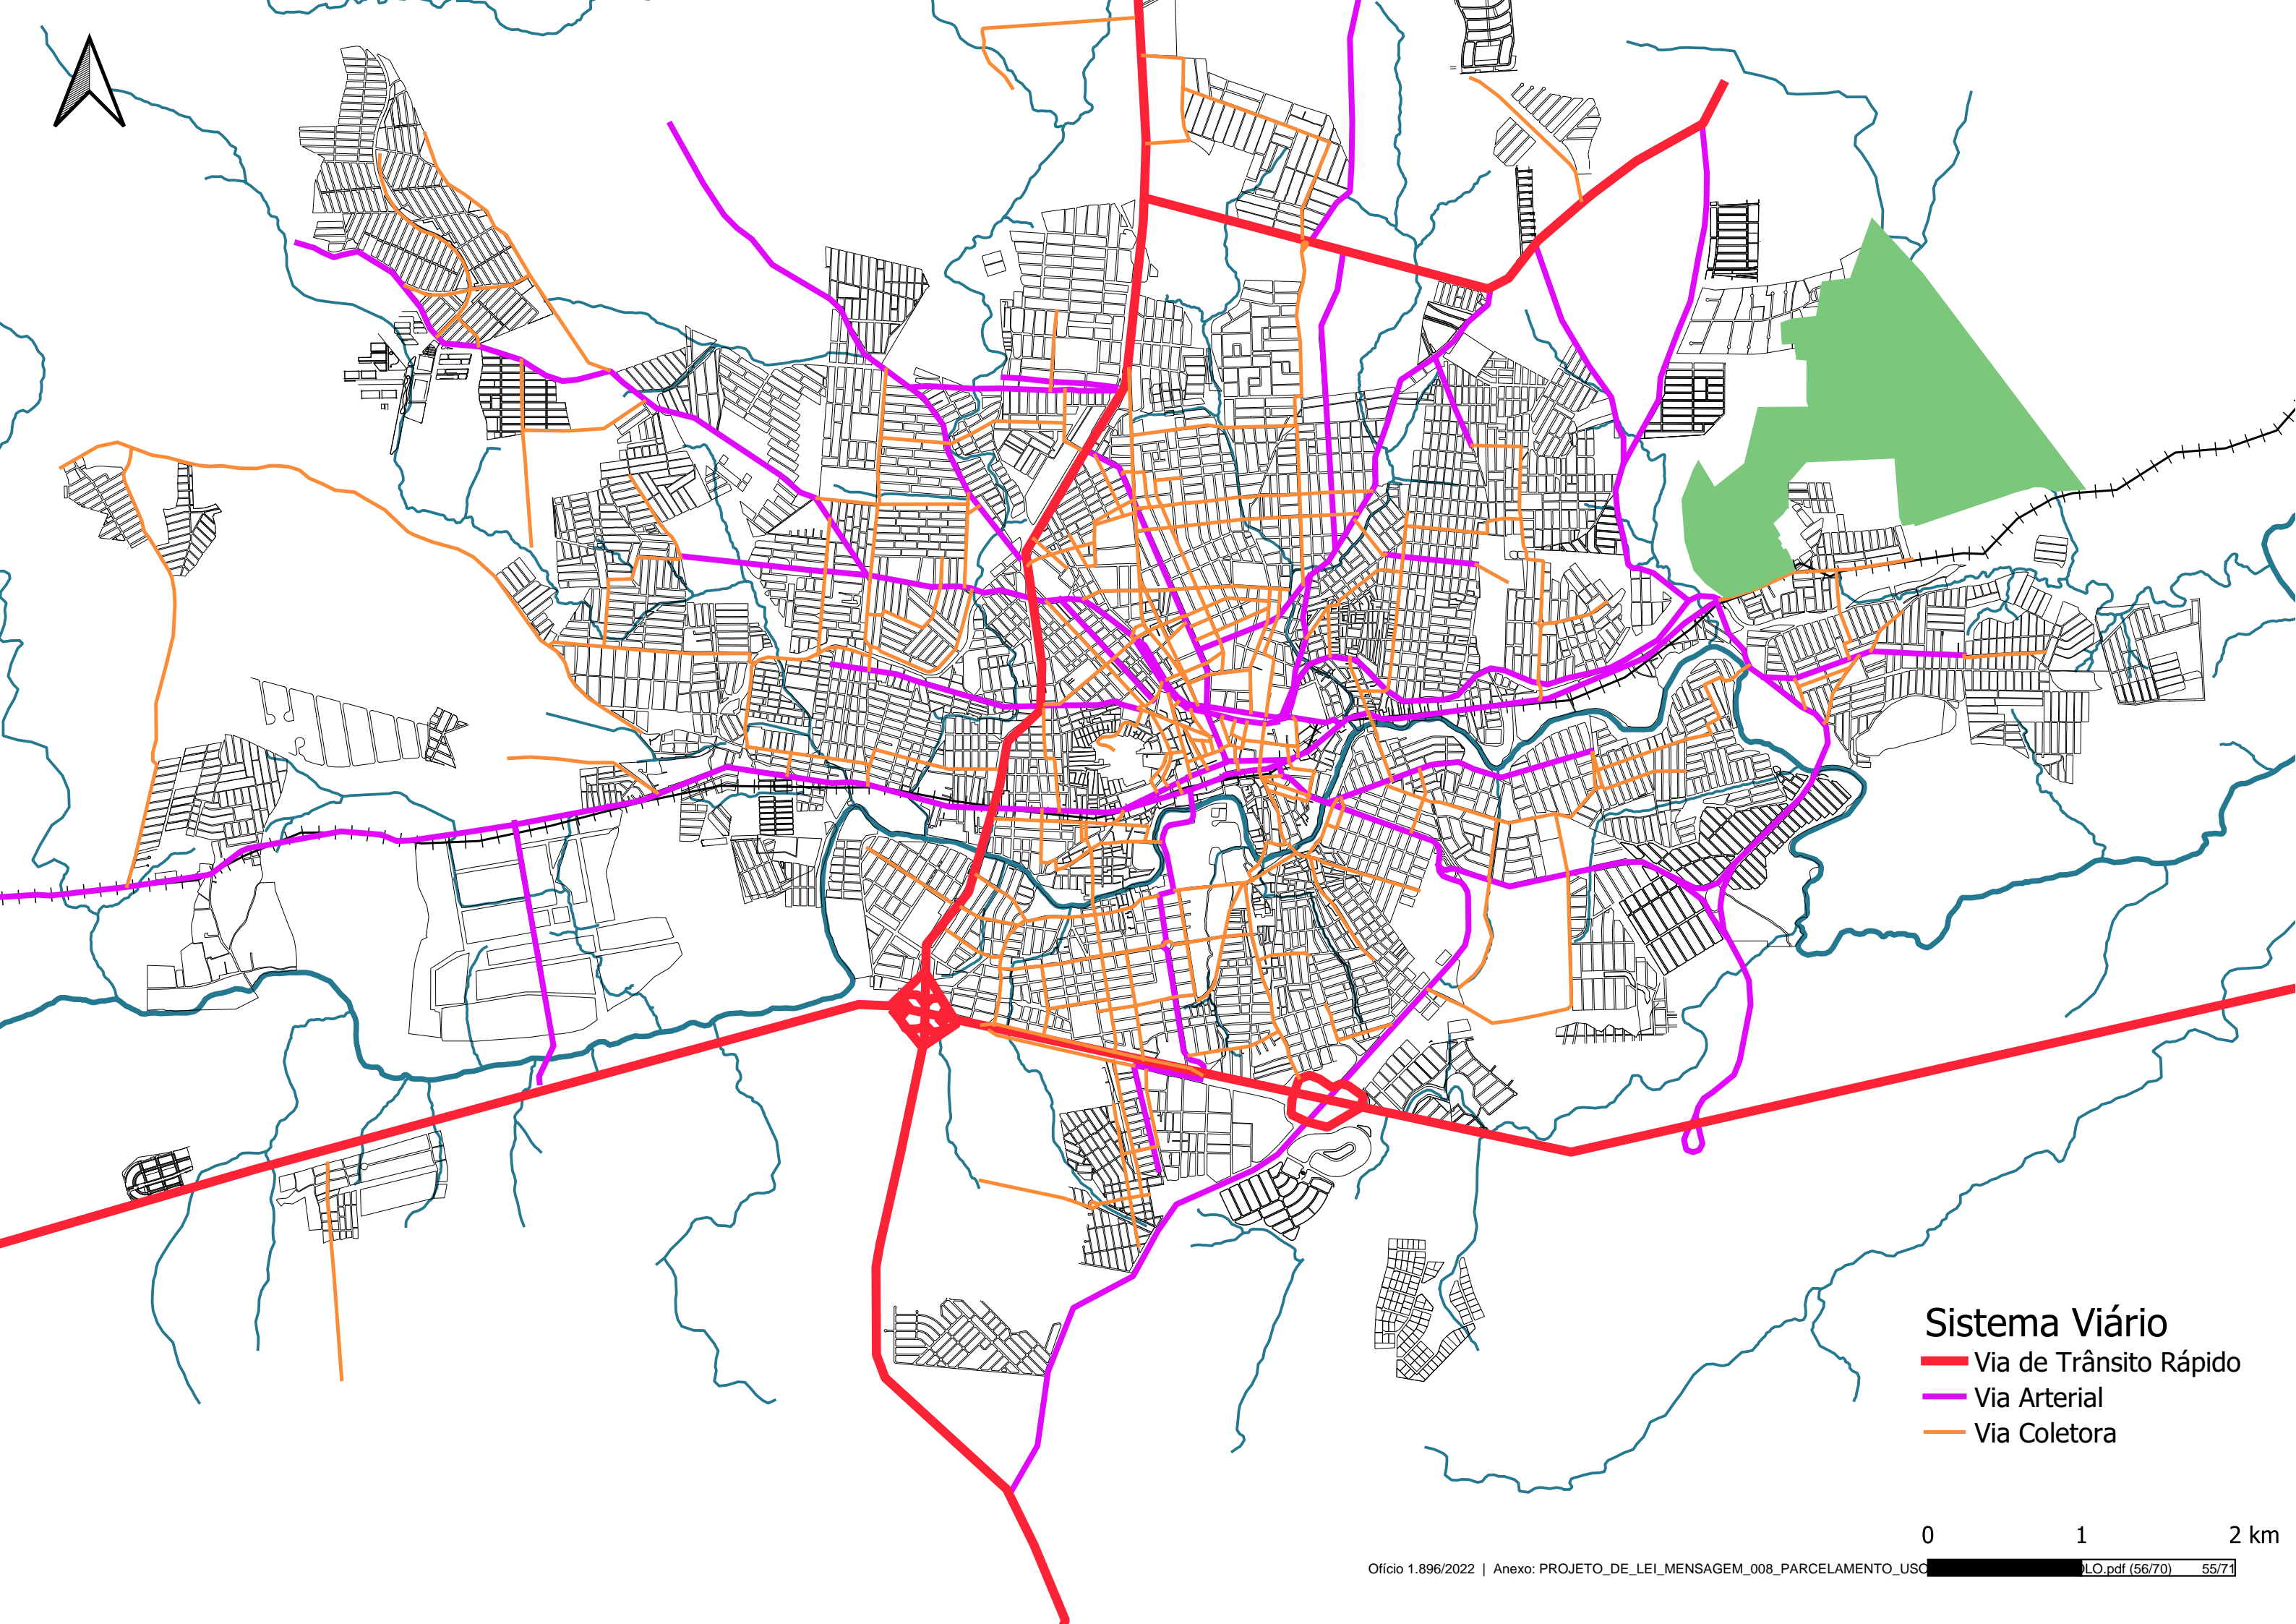 Sistema Viário
Via de Trânsito Rápido
Via Arterial
Via Coletora
0 1 2 km
Ofício 1.896/2022 | Anexo: PROJETO_DE_LEI_MENSAGEM_008_PARCELAMENTO_USO OLO.pdf (56/70) 55/71